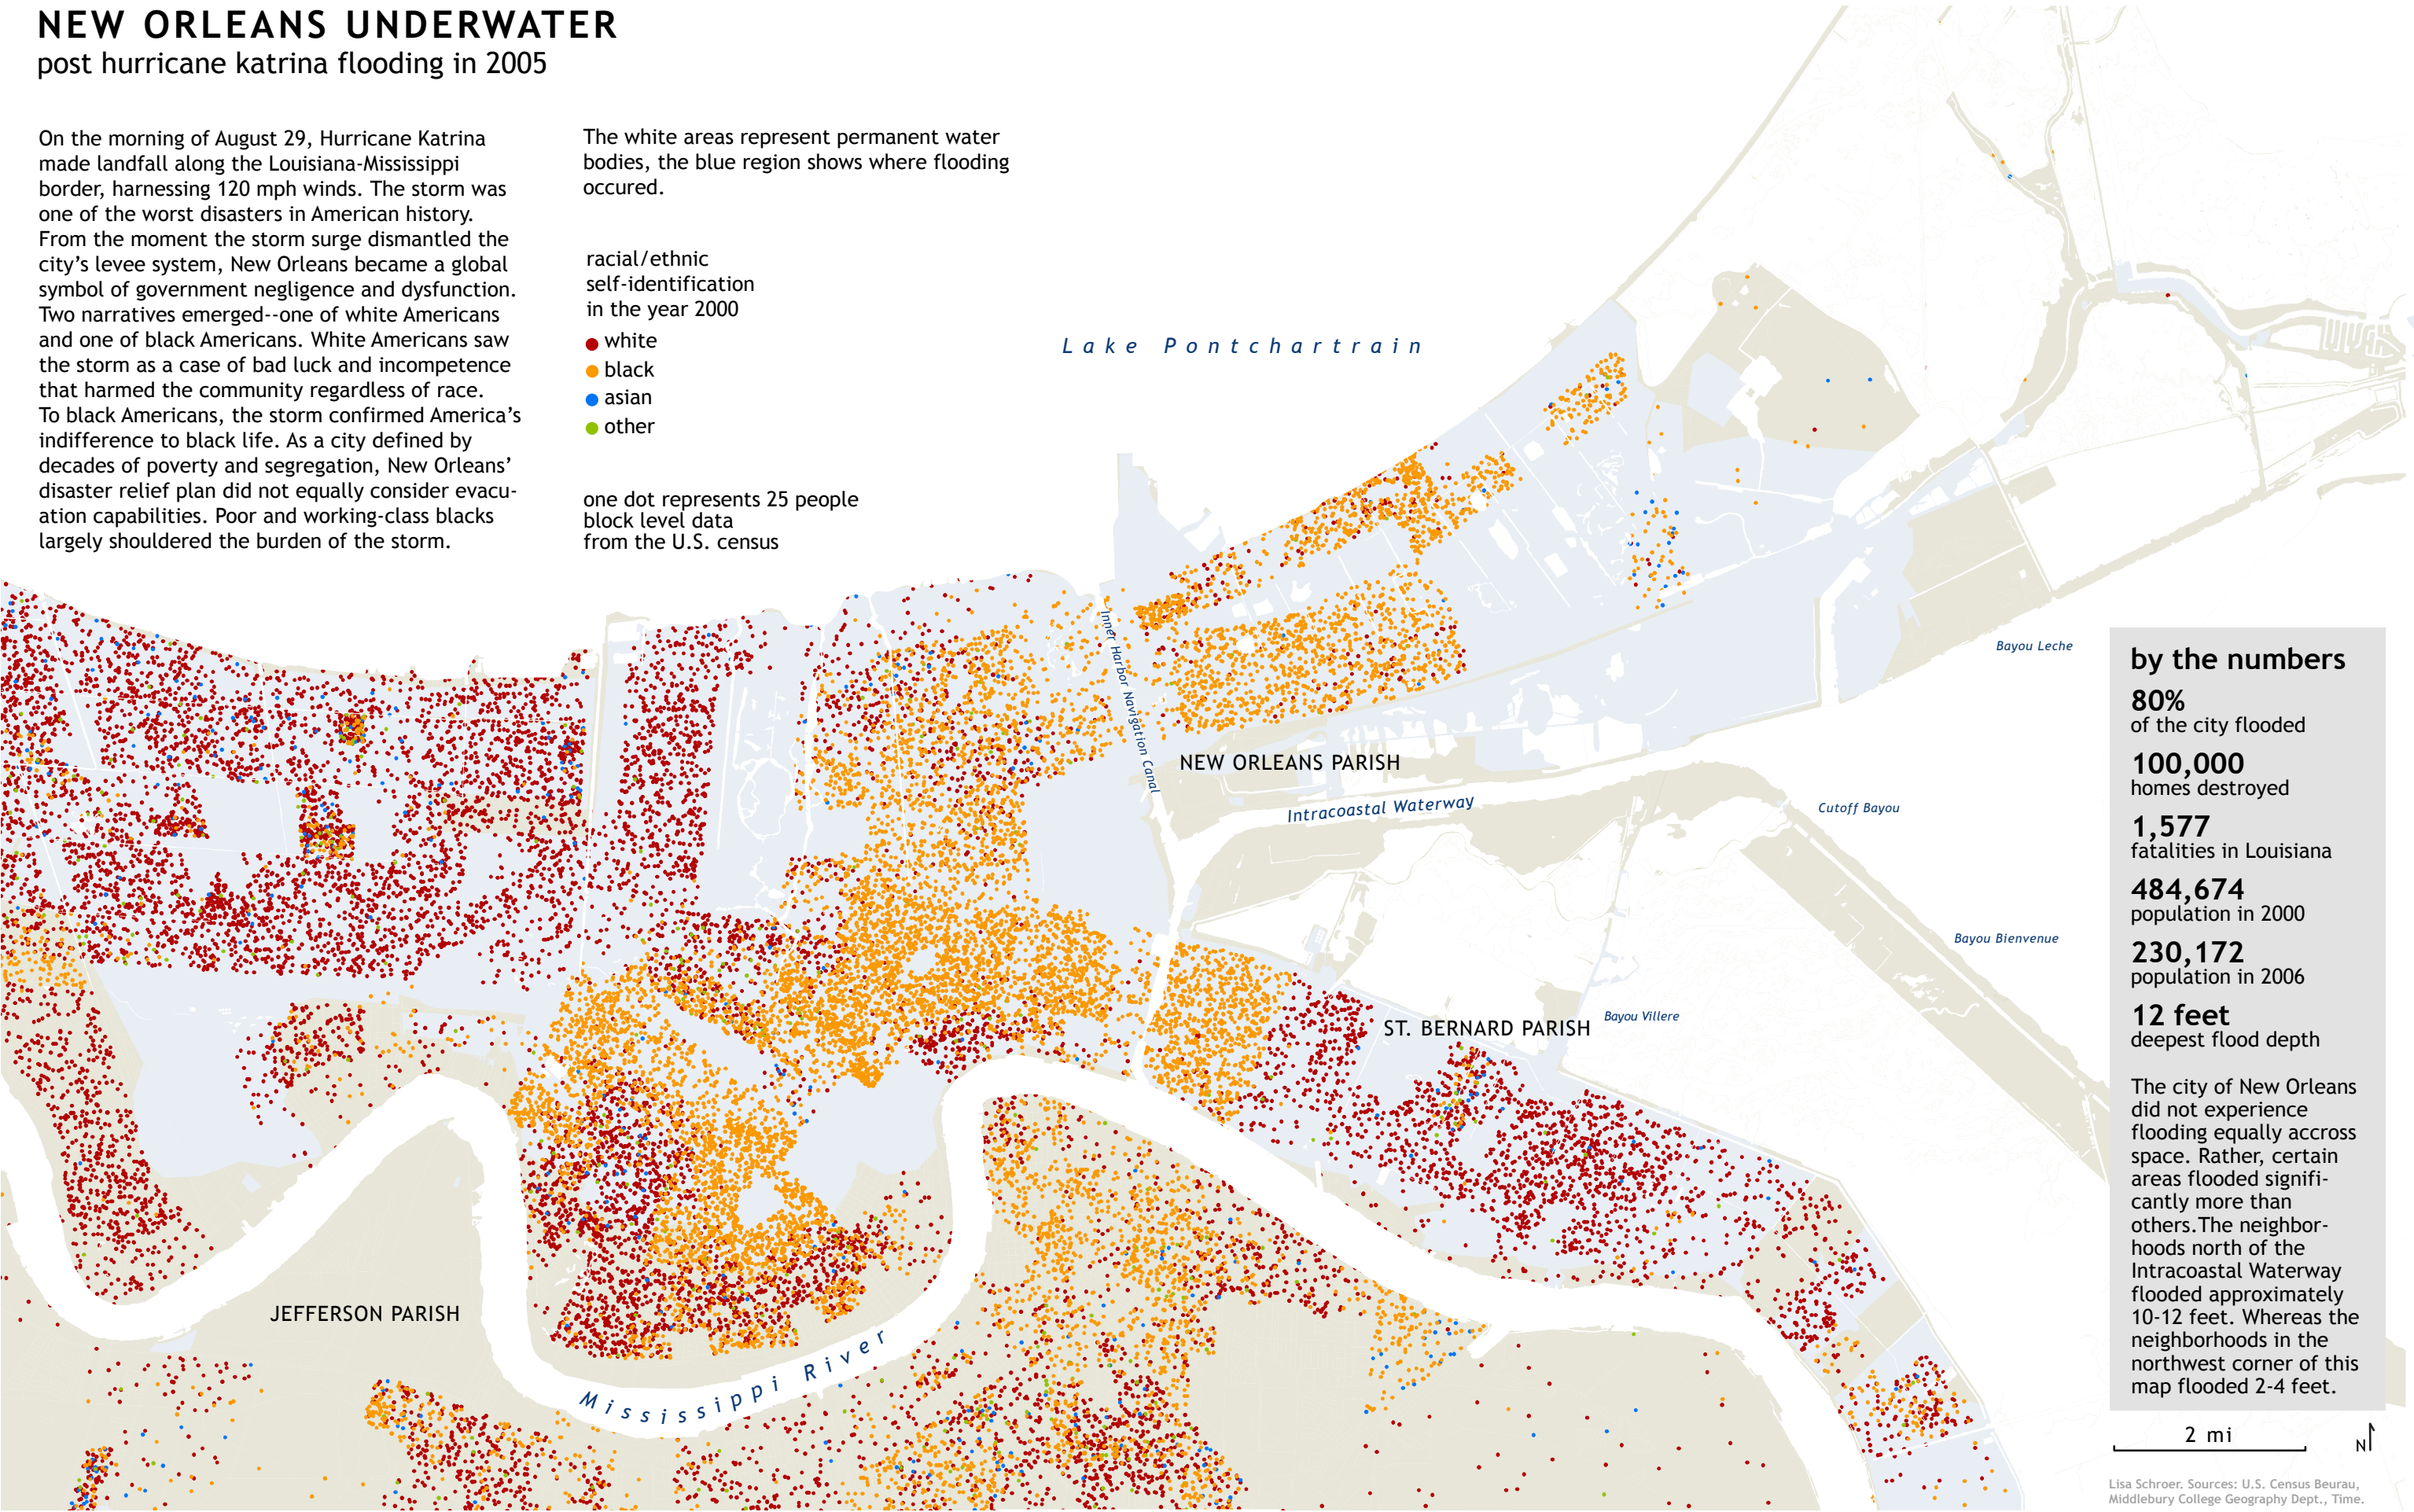 NEW ORLEANS UNDERWATER
post hurricane katrina flooding in 2005
On the morning of August 29, Hurricane Katrina
made landfall along the Louisiana-Mississippi
border, harnessing 120 mph winds. The storm was
one of the worst disasters in American history.
From the moment the storm surge dismantled the
city's levee system, New Orleans became a global
symbol of government negligence and dysfunction.
Two narratives emerged--one of white Americans
and one of black Americans. White Americans saw
the storm as a case of bad luck and incompetence
that harmed the community regardless of race.
To black Americans, the storm confirmed America's
indifference to black life. As a city defined by
decades of poverty and segregation, New Orleans'
disaster relief plan did not equally consider evacu-
ation capabilities. Poor and working-class blacks
largely shouldered the burden of the storm.
The white areas represent permanent water
bodies, the blue region shows where flooding
occured.
racial/ethnic
self-identification
in the year 2000
white
black
asian
other
one dot represents 25 people
block level data
from the U.S. census
Lake Pontchartrain
Inner Harbor Navigation Canal
NEW ORLEANS PARISH
Intracoastal Waterway
Bayou Leche
Cutoff Bayou
Bayou Bienvenue
Bayou Villere
ST. BERNARD PARISH
JEFFERSON PARISH
Mississippi River
by the numbers
80%
of the city flooded
100,000
homes destroyed
1,577
fatalities in Louisiana
484,674
population in 2000
230,172
population in 2006
12 feet
deepest flood depth
The city of New Orleans
did not experience
flooding equally accross
space. Rather, certain
areas flooded signifi-
cantly more than
others.The neighbor-
hoods north of the
Intracoastal Waterway
flooded approximately
10-12 feet. Whereas the
neighborhoods in the
northwest corner of this
map flooded 2-4 feet.
2 mi
N
Lisa Schroer. Sources: U.S. Census Beurau,
Middlebury College Geography Dept., Time.